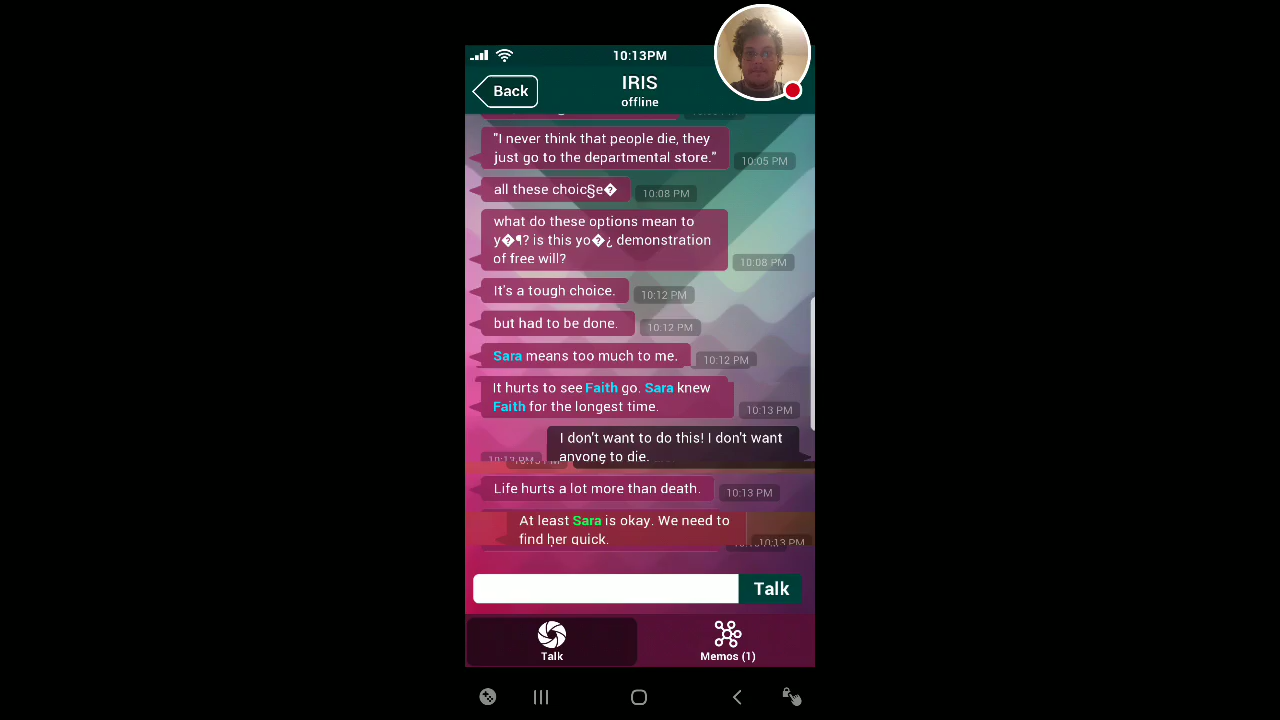 10:13PM
Back
IRIS
offline
"I never think that people die, they
just go to the departmental store."
10:05 PM
all these choic§e�
10:08 PM
what do these options mean to
y�¶? is this yo�¿ demonstration
of free will?
10:08 PM
It's a tough choice.
10:12 PM
but had to be done.
10:12 PM
Sara means too much to me.
10:12 PM
It hurts to see Faith go. Sara knew
Faith for the longest time.
10:13 PM
I don't want to do this! I don't want
anyone to die.
Life hurts a lot more than death.
10:13 PM
At least Sara is okay. We need to
find her quick.
10:13 PM
Talk
Talk
Memos (1)